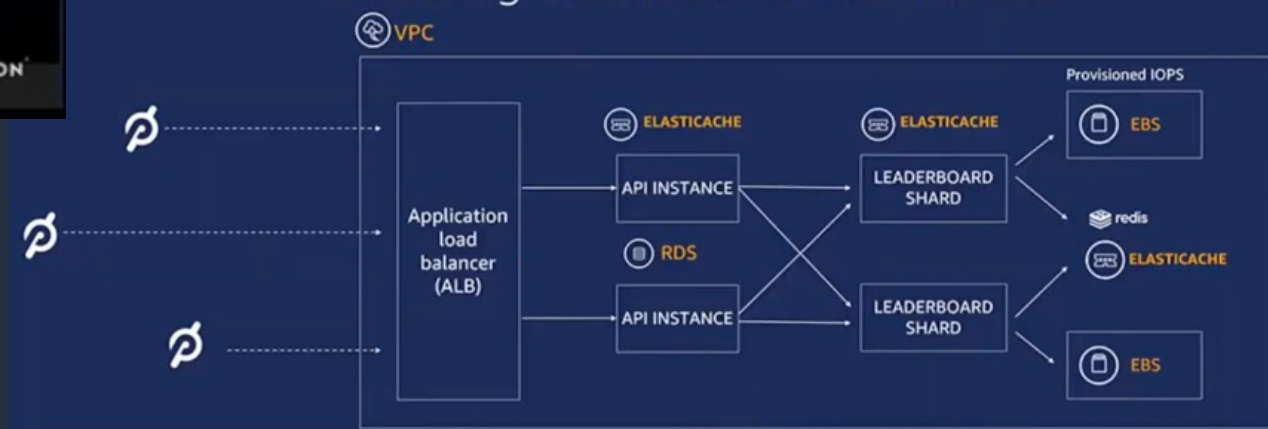 VPC
Provisioned IOPS
ELASTICACHE
ELASTICACHE
EBS
API INSTANCE
LEADERBOARD
SHARD
Application
load
balancer
(ALB)
redis
RDS
ELASTICACHE
API INSTANCE
LEADERBOARD
SHARD
EBS